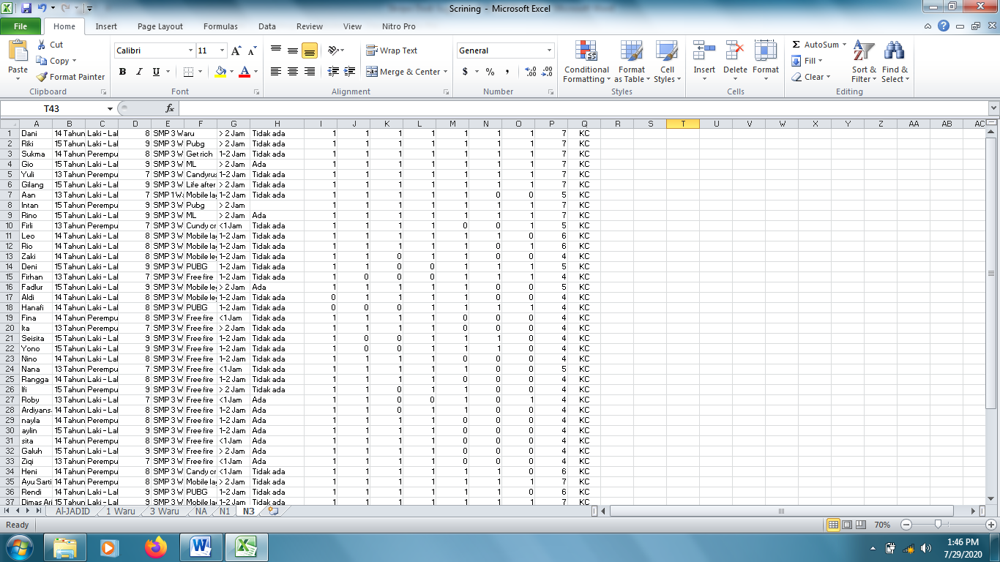 Scrining - Microsoft Excel
File Home Insert Page Layout Formulas Data Review View Nitro Pro
Paste Cut Copy Format Painter Clipboard
Calibri 11 B I U Font
Wrap Text Merge & Center Alignment
General $ % , Number
Conditional Formatting Format as Table Cell Styles Styles
Insert Delete Format Cells
Σ AutoSum Fill Clear Sort & Filter Find & Select Editing
T43 fx
A B C D E F G H I J K L M N O P Q R S T U V W X Y Z AA AB AC
1 Dani 14 Tahun Laki - Lal 8 SMP 3 Waru > 2 Jam Tidak ada 1 1 1 1 1 1 1 7 KC
2 Riki 15 Tahun Laki - Lal 9 SMP 3 W Pubg > 2 Jam Tidak ada 1 1 1 1 1 1 1 7 KC
3 Sukma 14 Tahun Perempu 8 SMP 3 W Get rich 1-2 Jam Tidak ada 1 1 1 1 1 1 1 7 KC
4 Gio 15 Tahun Laki - Lal 9 SMP 3 W ML > 2 Jam Ada 1 1 1 1 1 1 1 7 KC
5 Yuli 13 Tahun Perempu 7 SMP 3 W Candyrus 1-2 Jam Tidak ada 1 1 1 1 1 1 1 7 KC
6 Gilang 15 Tahun Laki - Lal 9 SMP 3 W Life after > 2 Jam Tidak ada 1 1 1 1 1 1 1 7 KC
7 Aan 13 Tahun Laki - Lal 7 SMP 1 Wa Mobile lag 1-2 Jam Tidak ada 1 1 1 1 1 0 0 5 KC
8 Intan 15 Tahun Perempu 9 SMP 3 W Pubg > 2 Jam 1 1 1 1 1 1 1 7 KC
9 Rino 15 Tahun Laki - Lal 9 SMP 3 W ML > 2 Jam Ada 1 1 1 1 1 1 1 7 KC
10 Firli 13 Tahun Perempu 7 SMP 3 W Cundy cr <1 Jam Tidak ada 1 1 1 1 0 0 1 5 KC
11 Leo 14 Tahun Laki - Lal 8 SMP 3 W Mobile lag 1-2 Jam Tidak ada 1 1 1 1 1 1 0 6 KC
12 Rio 14 Tahun Laki - Lal 8 SMP 3 W Mobile lag 1-2 Jam Tidak ada 1 1 1 1 1 0 1 6 KC
13 Zaki 14 Tahun Laki - Lal 8 SMP 3 W Mobile leg 1-2 Jam Tidak ada 1 1 0 1 1 0 0 4 KC
14 Deni 15 Tahun Laki - Lal 9 SMP 3 W PUBG 1-2 Jam Tidak ada 1 1 0 0 1 1 1 5 KC
15 Firhan 13 Tahun Laki - Lal 7 SMP 3 W Free fire 1-2 Jam Tidak ada 1 0 0 0 1 1 1 4 KC
16 Fadlur 15 Tahun Laki - Lal 9 SMP 3 W Mobile leg > 2 Jam Ada 1 1 1 1 1 0 0 5 KC
17 Aldi 14 Tahun Laki - Lal 8 SMP 3 W Mobile leg 1-2 Jam Tidak ada 0 1 1 1 1 0 0 4 KC
18 Hanafi 14 Tahun Laki - Lal 8 SMP 3 W PUBG 1-2 Jam Tidak ada 0 0 0 1 1 1 1 4 KC
19 Fina 14 Tahun Perempu 8 SMP 3 W Free fire <1 Jam Tidak ada 1 1 1 1 0 0 0 4 KC
20 Ita 13 Tahun Perempu 7 SMP 3 W Free fire > 2 Jam Tidak ada 1 1 1 1 0 0 0 4 KC
21 Seisita 15 Tahun Laki - Lal 9 SMP 3 W Free fire 1-2 Jam Tidak ada 1 0 0 1 1 1 0 4 KC
22 Yono 15 Tahun Laki - Lal 9 SMP 3 W Free fire 1-2 Jam Tidak ada 1 0 0 1 1 1 0 4 KC
23 Nino 14 Tahun Laki - Lal 8 SMP 3 W Free fire 1-2 Jam Tidak ada 1 1 1 1 0 0 0 4 KC
24 Nana 13 Tahun Perempu 7 SMP 3 W Free fire <1 Jam Tidak ada 1 1 1 1 1 0 0 5 KC
25 Rangga 14 Tahun Laki - Lal 8 SMP 3 W Free fire 1-2 Jam Tidak ada 1 1 1 1 0 0 0 4 KC
26 Ifi 15 Tahun Perempu 9 SMP 3 W Free fire > 2 Jam Tidak ada 1 1 0 1 1 0 0 4 KC
27 Roby 13 Tahun Laki - Lal 7 SMP 3 W Free fire <1 Jam Ada 1 1 0 0 1 0 1 4 KC
28 Ardiyans 14 Tahun Laki - Lal 8 SMP 3 W Free fire 1-2 Jam Ada 1 1 0 1 1 0 0 4 KC
29 nayla 14 Tahun Perempu 8 SMP 3 W Free fire 1-2 Jam Ada 1 1 1 1 0 0 0 4 KC
30 aylin 15 Tahun Laki - Lal 9 SMP 3 W Free fire 1-2 Jam Ada 1 1 1 1 0 0 0 4 KC
31 sita 14 Tahun Perempu 8 SMP 3 W Free fire <1 Jam Ada 1 1 1 1 0 0 0 4 KC
32 Galuh 15 Tahun Laki - Lal 9 SMP 3 W Free fire > 2 Jam Ada 1 1 1 1 0 0 0 4 KC
33 Ziqi 13 Tahun Perempu 7 SMP 3 W Free fire <1 Jam Ada 1 1 1 1 0 0 0 4 KC
34 Heni 14 Tahun Perempu 8 SMP 3 W Candy cr <1 Jam Tidak ada 1 1 1 1 1 1 0 6 KC
35 Ayu Sarti 14 Tahun Perempu 8 SMP 3 W Mobile lag > 2 Jam Tidak ada 1 1 1 1 1 1 1 7 KC
36 Rendi 14 Tahun Laki - Lal 9 SMP 3 W PUBG 1-2 Jam Tidak ada 1 1 1 1 1 1 0 6 KC
37 Dimas Ari 15 Tahun Laki - Lal 9 SMP 3 W Mobile lag 1-2 Jam Tidak ada 1 1 1 1 1 1 1 7 KC
Al-JADID 1 Waru 3 Waru NA N1 N3
Ready 70%
1:46 PM
7/29/2020